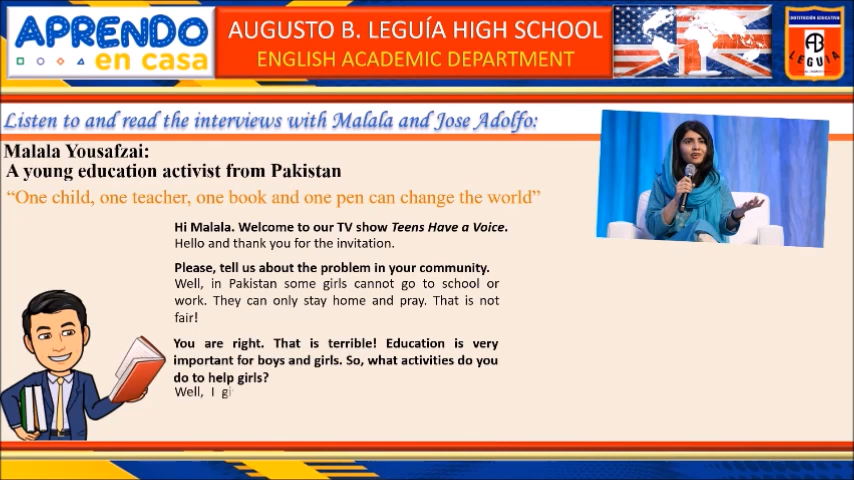 APRENDO
en casa
AUGUSTO B. LEGUÍA HIGH SCHOOL
ENGLISH ACADEMIC DEPARTMENT
INSTITUCIÓN EDUCATIVA
AB
LEGUIA
Listen to and read the interviews with Malala and Jose Adolfo:
Malala Yousafzai:
A young education activist from Pakistan
“One child, one teacher, one book and one pen can change the world”
Hi Malala. Welcome to our TV show Teens Have a Voice.
Hello and thank you for the invitation.
Please, tell us about the problem in your community.
Well, in Pakistan some girls cannot go to school or
work. They can only stay home and pray. That is not
fair!
You are right. That is terrible! Education is very
important for boys and girls. So, what activities do you
do to help girls?
Well, I gi